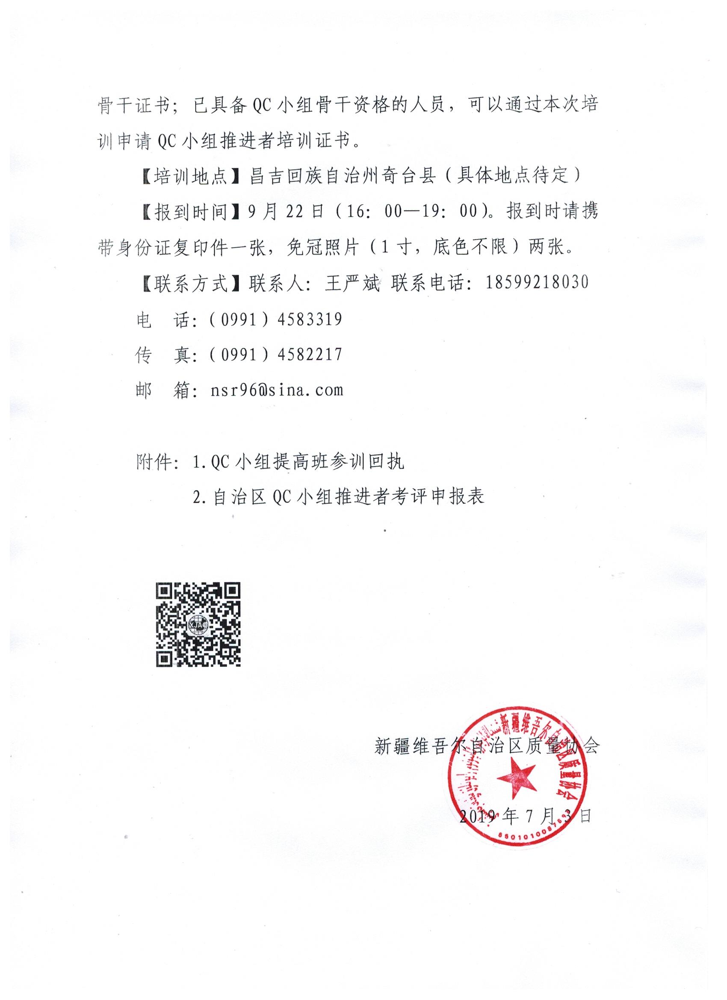 骨干证书；已具备 QC 小组骨干资格的人员，可以通过本次培
训申请 QC 小组推进者培训证书。
【培训地点】昌吉回族自治州奇台县（具体地点待定）
【报到时间】9 月 22 日（16：00—19：00）。报到时请携
带身份证复印件一张，免冠照片（1 寸，底色不限）两张。
【联系方式】联系人：王严斌 联系电话：18599218030
电 话：（0991）4583319
传 真：（0991）4582217
邮 箱：nsr96@sina.com
附件：1.QC 小组提高班参训回执
2.自治区 QC 小组推进者考评申报表
XJAQ
新疆维吾尔自治区质量协会
新疆维吾尔自治区质量协会
2019 年 7 月 3 日